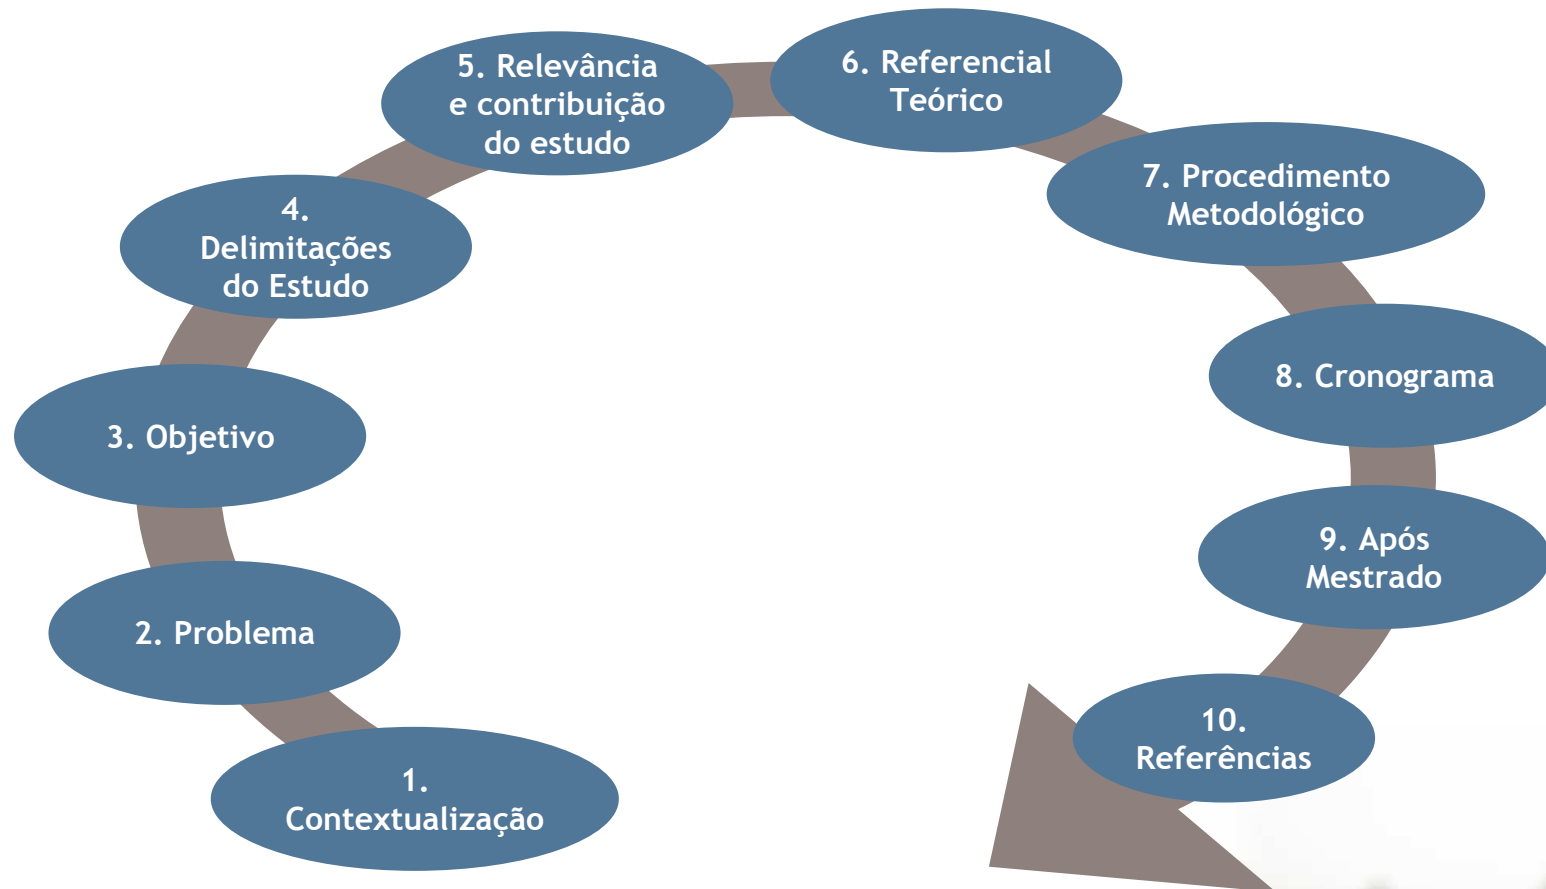 1.
Contextualização
2. Problema
3. Objetivo
4.
Delimitações
do Estudo
5. Relevância
e contribuição
do estudo
6. Referencial
Teórico
7. Procedimento
Metodológico
8. Cronograma
9. Após
Mestrado
10.
Referências